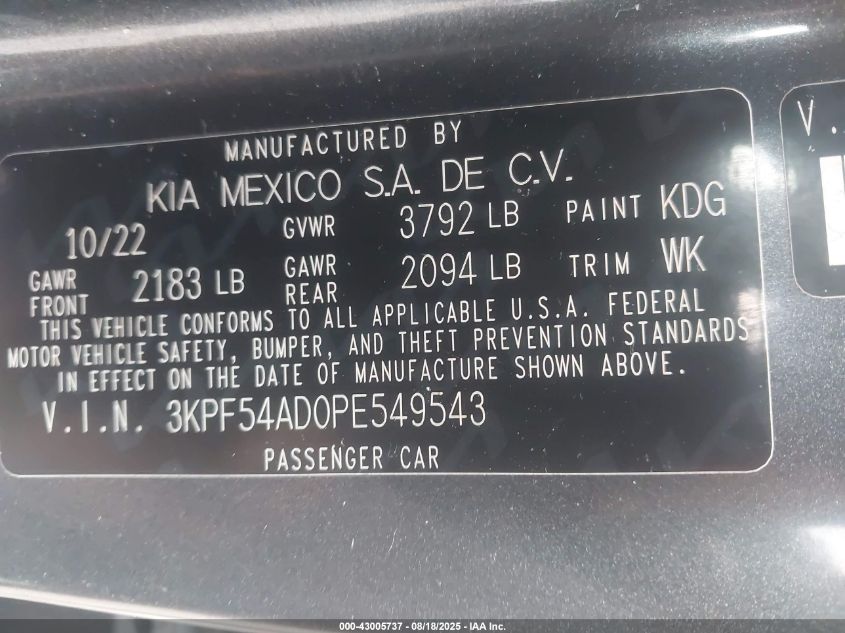 MANUFACTURED BY
KIA MEXICO S.A. DE C.V.
10/22 GVWR 3792 LB PAINT KDG
GAWR FRONT 2183 LB GAWR REAR 2094 LB TRIM WK
THIS VEHICLE CONFORMS TO ALL APPLICABLE U.S.A. FEDERAL
MOTOR VEHICLE SAFETY, BUMPER, AND THEFT PREVENTION STANDARDS
IN EFFECT ON THE DATE OF MANUFACTURE SHOWN ABOVE.
V.I.N. 3KPF54AD0PE549543
PASSENGER CAR
V.
000-43005737 - 08/18/2025 - IAA Inc.